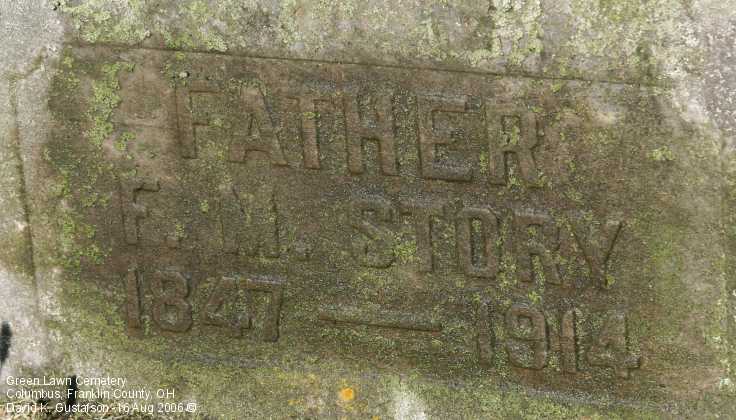 FATHER
F. M. STORY
1847 — 1914
Green Lawn Cemetery
Columbus, Franklin County, OH
David K. Gustafson -16 Aug 2006 ©